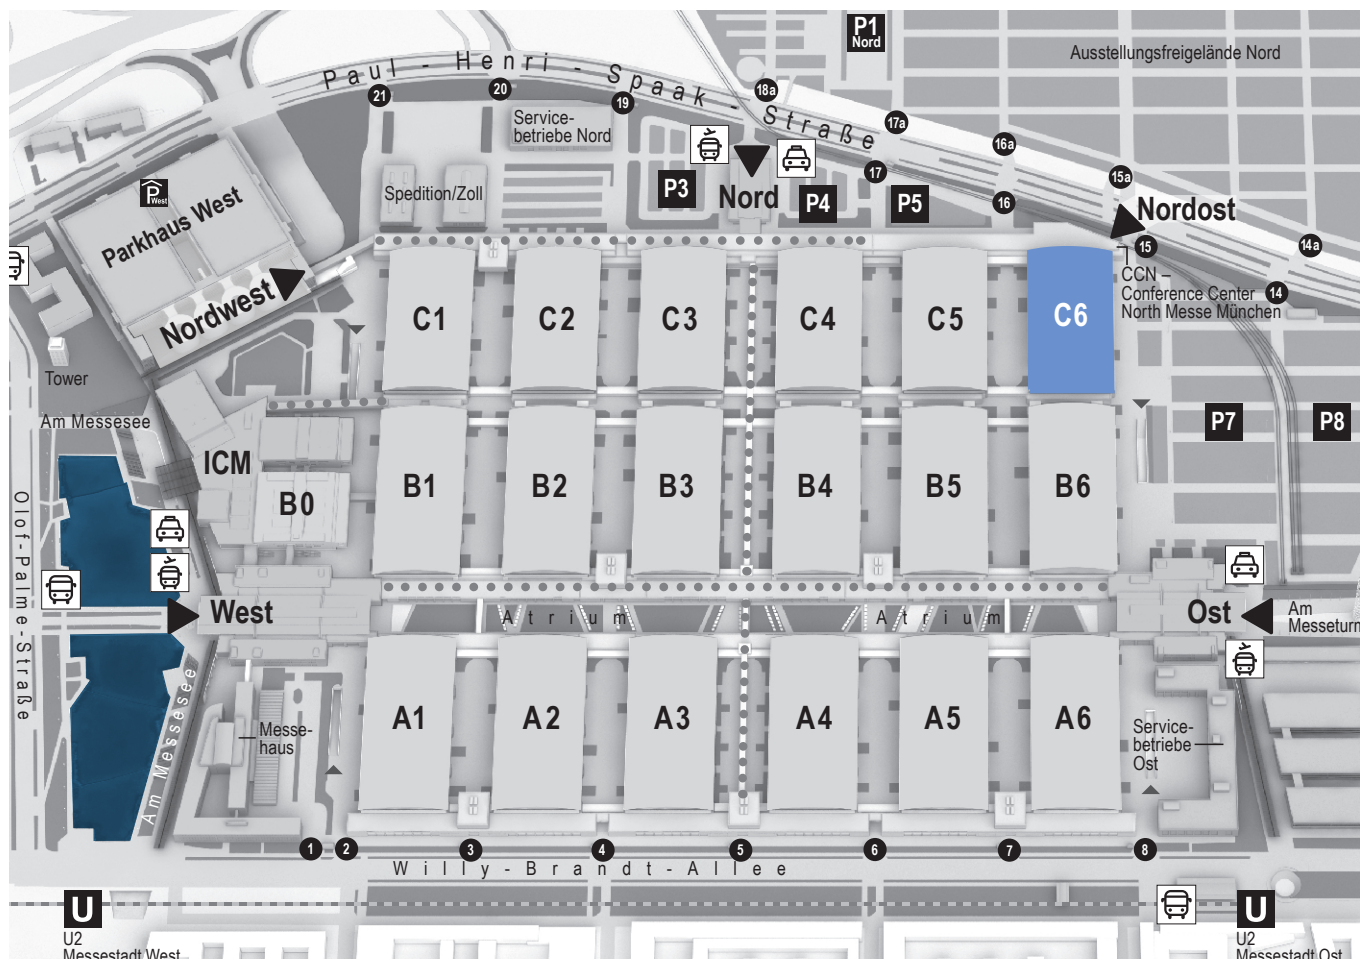 P1
Nord
Ausstellungsfreigelände Nord
Paul-Henri-Spaak-Straße
21
20
19
18a
17a
16a
15a
14a
Service-
betriebe Nord
Spedition/Zoll
P3
Nord
P4
P5
17
16
15
14
Nordost
P
West
Parkhaus West
Nordwest
CCN –
Conference Center
North Messe München
C1
C2
C3
C4
C5
C6
Tower
Am Messesee
ICM
B0
B1
B2
B3
B4
B5
B6
P7
P8
Olof-Palme-Straße
West
Atrium
Atrium
Ost
Am
Messeturm
Am Messesee
Messe-
haus
A1
A2
A3
A4
A5
A6
Service-
betriebe
Ost
1
2
3
4
5
6
7
8
Willy-Brandt-Allee
U
U2
Messestadt West
U
U2
Messestadt Ost